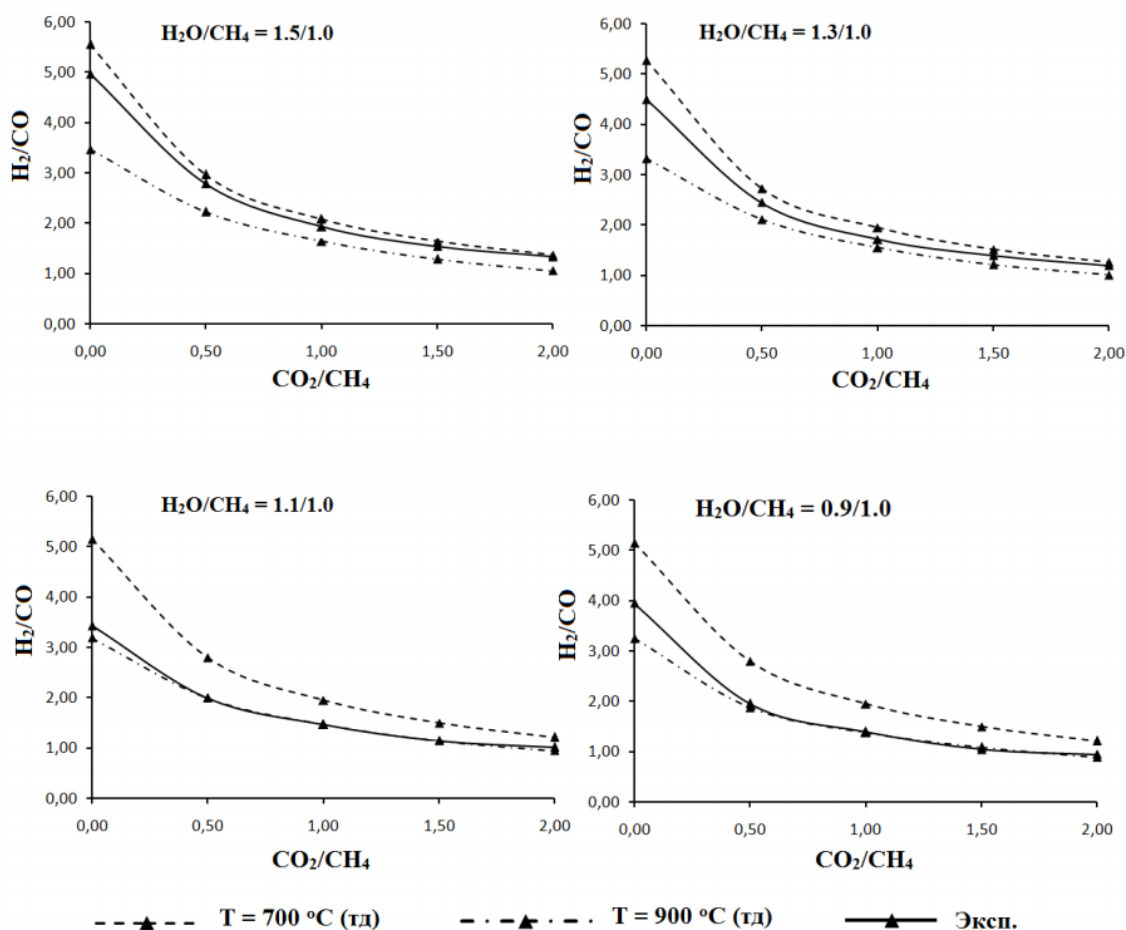 H₂O/CH₄ = 1.5/1.0
6,00
5,00
4,00
3,00
2,00
1,00
0,00
H₂/CO
0,00 0,50 1,00 1,50 2,00
CO₂/CH₄
H₂O/CH₄ = 1.3/1.0
6,00
5,00
4,00
3,00
2,00
1,00
0,00
H₂/CO
0,00 0,50 1,00 1,50 2,00
CO₂/CH₄
H₂O/CH₄ = 1.1/1.0
6,00
5,00
4,00
3,00
2,00
1,00
0,00
H₂/CO
0,00 0,50 1,00 1,50 2,00
CO₂/CH₄
H₂O/CH₄ = 0.9/1.0
6,00
5,00
4,00
3,00
2,00
1,00
0,00
H₂/CO
0,00 0,50 1,00 1,50 2,00
CO₂/CH₄
T = 700 °C (тд) T = 900 °C (тд) Эксп.